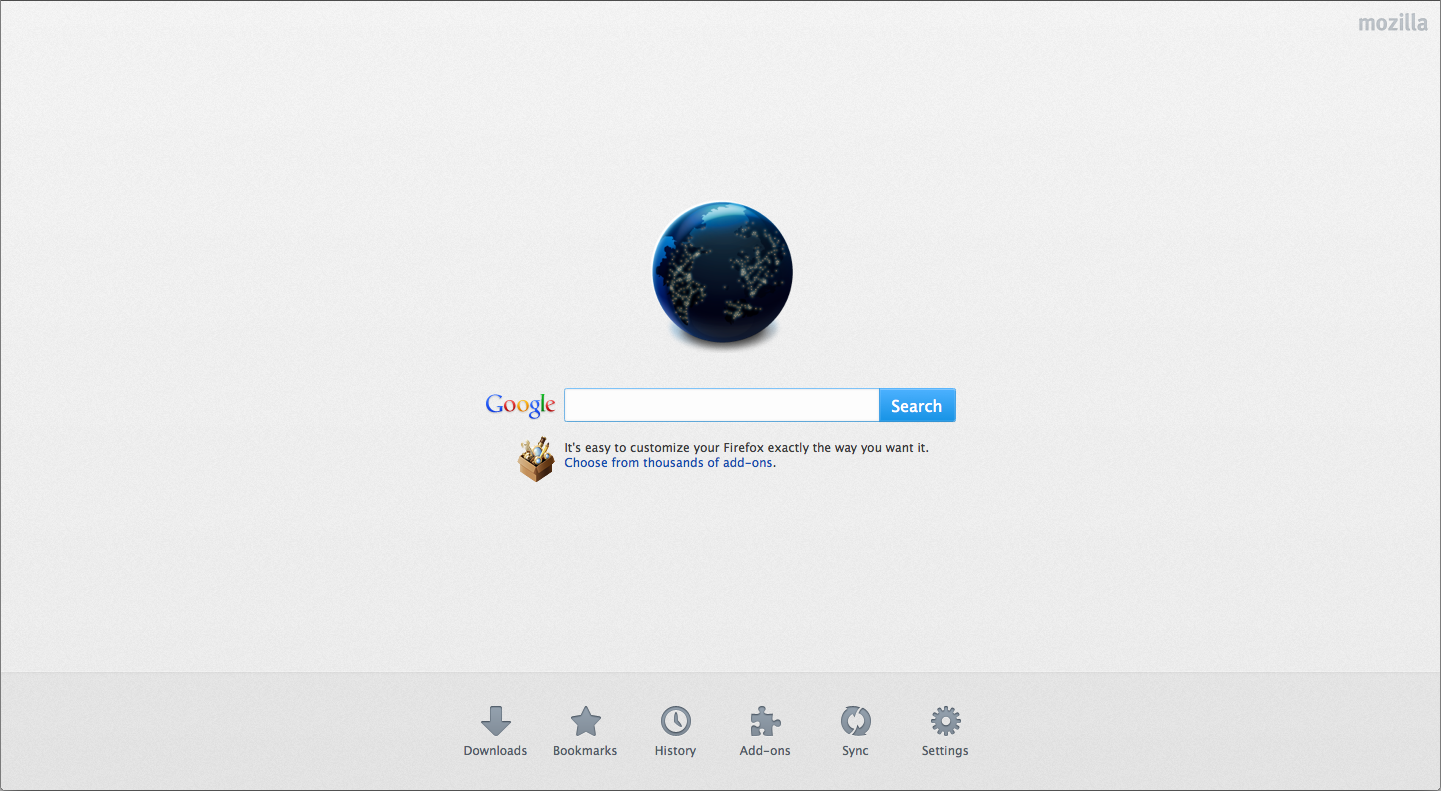 mozilla
Google
Search
It's easy to customize your Firefox exactly the way you want it.
Choose from thousands of add-ons.
Downloads
Bookmarks
History
Add-ons
Sync
Settings